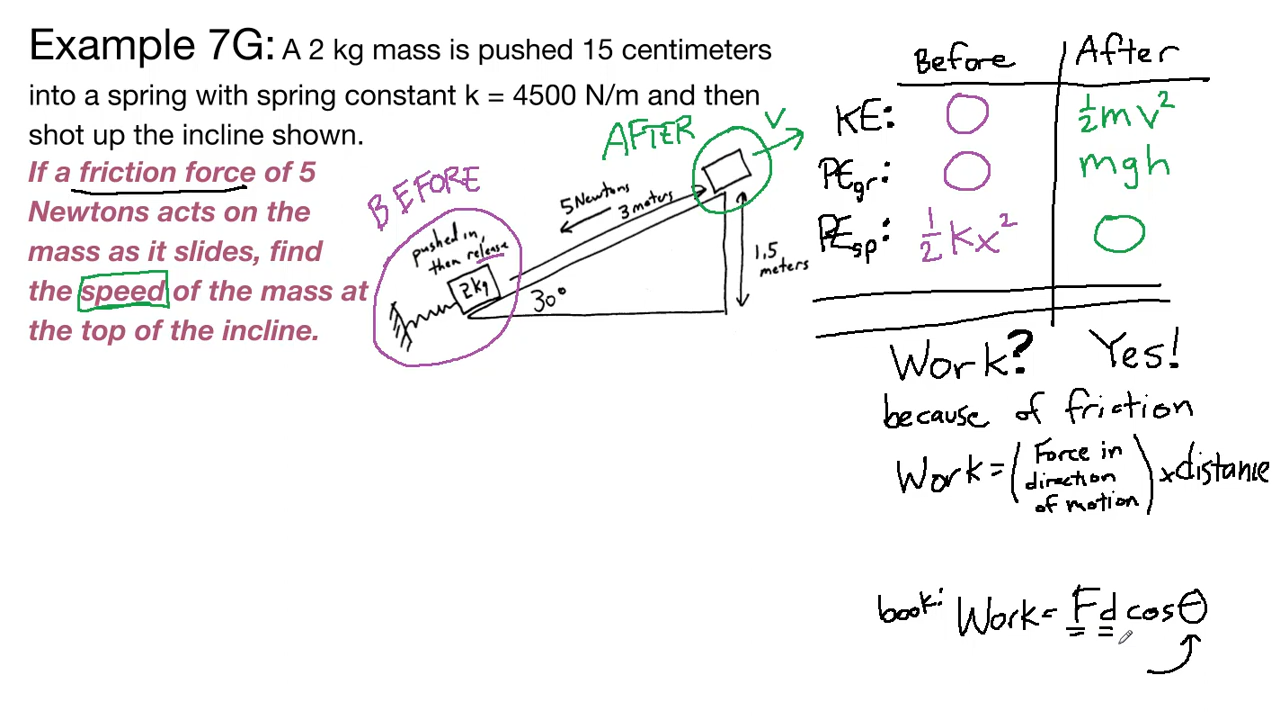 Example 7G: A 2 kg mass is pushed 15 centimeters
into a spring with spring constant k = 4500 N/m and then
shot up the incline shown.
If a friction force of 5
Newtons acts on the
mass as it slides, find
the speed of the mass at
the top of the incline.
BEFORE
pushed in,
then release
2kg
30°
AFTER
V
5 Newtons
3 meters
1.5
meters
Before After
KE: 0 ½mv²
PEgr: 0 mgh
PEsp: ½kx² 0
Work? Yes!
because of friction
Work = (Force in direction of motion) × distance
book: Work = Fd cosθ